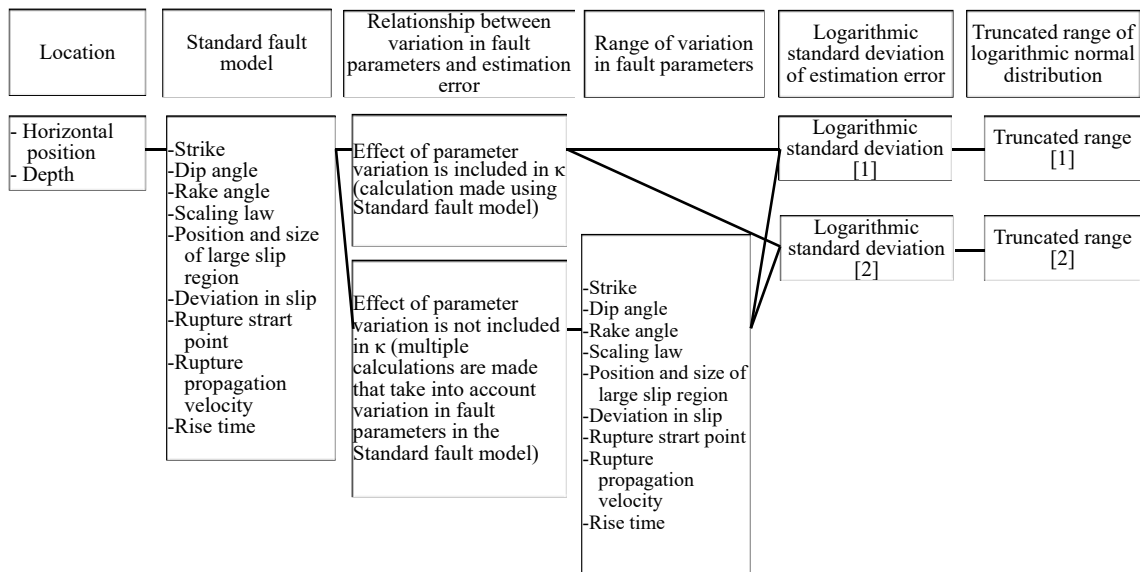 Location
Standard fault
model
Relationship between
variation in fault
parameters and estimation
error
Range of variation
in fault parameters
Logarithmic
standard deviation
of estimation error
Truncated range of
logarithmic normal
distribution
- Horizontal
position
- Depth
-Strike
-Dip angle
-Rake angle
-Scaling law
-Position and size
of large slip
region
-Deviation in slip
-Rupture strart
point
-Rupture
propagation
velocity
-Rise time
Effect of parameter
variation is included in κ
(calculation made using
Standard fault model)
Effect of parameter
variation is not included
in κ (multiple
calculations are made
that take into account
variation in fault
parameters in the
Standard fault model)
-Strike
-Dip angle
-Rake angle
-Scaling law
-Position and size of
large slip region
-Deviation in slip
-Rupture strart point
-Rupture
propagation
velocity
-Rise time
Logarithmic
standard deviation
[1]
Truncated range
[1]
Logarithmic
standard deviation
[2]
Truncated range
[2]